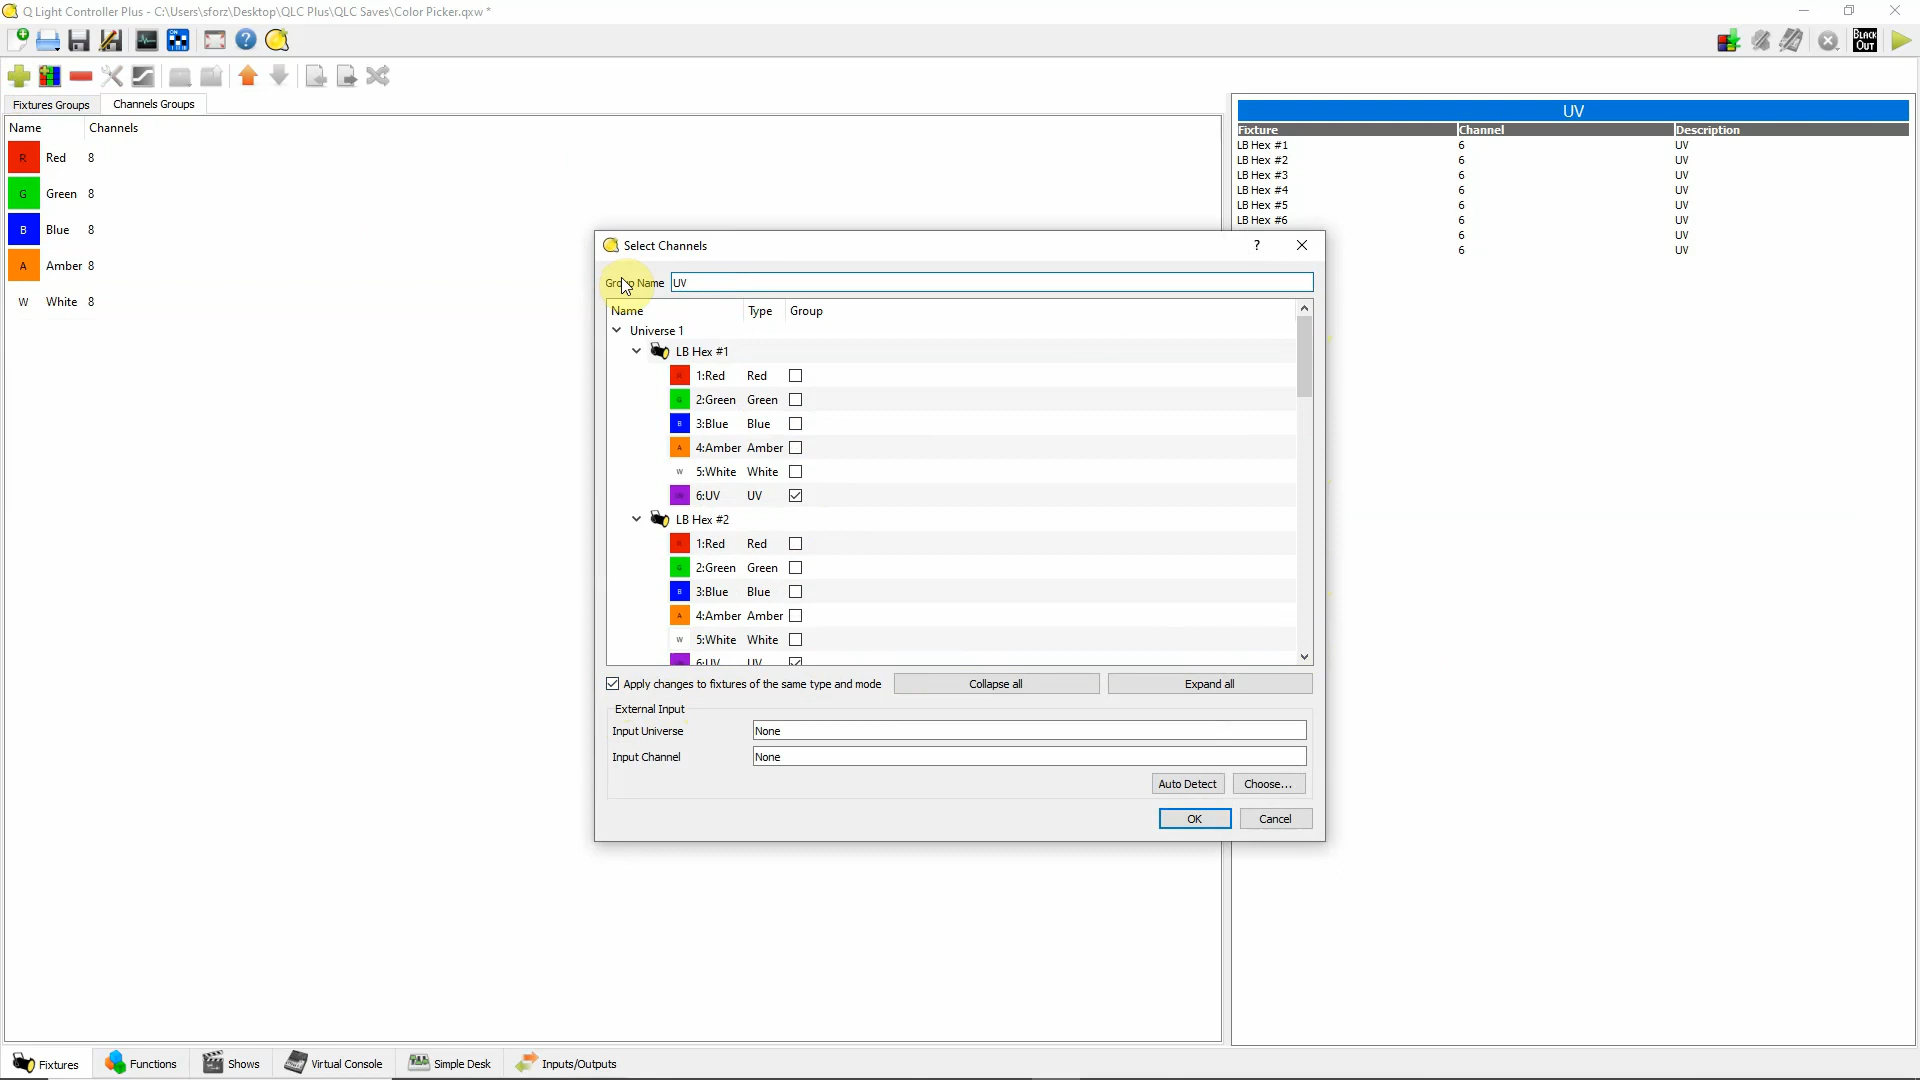 Q Light Controller Plus - C:\Users\sforz\Desktop\QLC Plus\QLC Saves\Color Picker.qxw *
BLACK OUT
Fixtures Groups Channels Groups
Name Channels
R Red 8
G Green 8
B Blue 8
A Amber 8
W White 8
UV
Fixture Channel Description
LB Hex #1 6 UV
LB Hex #2 6 UV
LB Hex #3 6 UV
LB Hex #4 6 UV
LB Hex #5 6 UV
LB Hex #6 6 UV
6 UV
6 UV
Select Channels
Group Name UV
Name Type Group
Universe 1
LB Hex #1
R 1:Red Red
G 2:Green Green
B 3:Blue Blue
A 4:Amber Amber
W 5:White White
UV 6:UV UV
LB Hex #2
R 1:Red Red
G 2:Green Green
B 3:Blue Blue
A 4:Amber Amber
W 5:White White
6:UV UV
Apply changes to fixtures of the same type and mode Collapse all Expand all
External Input
Input Universe None
Input Channel None
Auto Detect Choose...
OK Cancel
Fixtures Functions Shows Virtual Console Simple Desk Inputs/Outputs